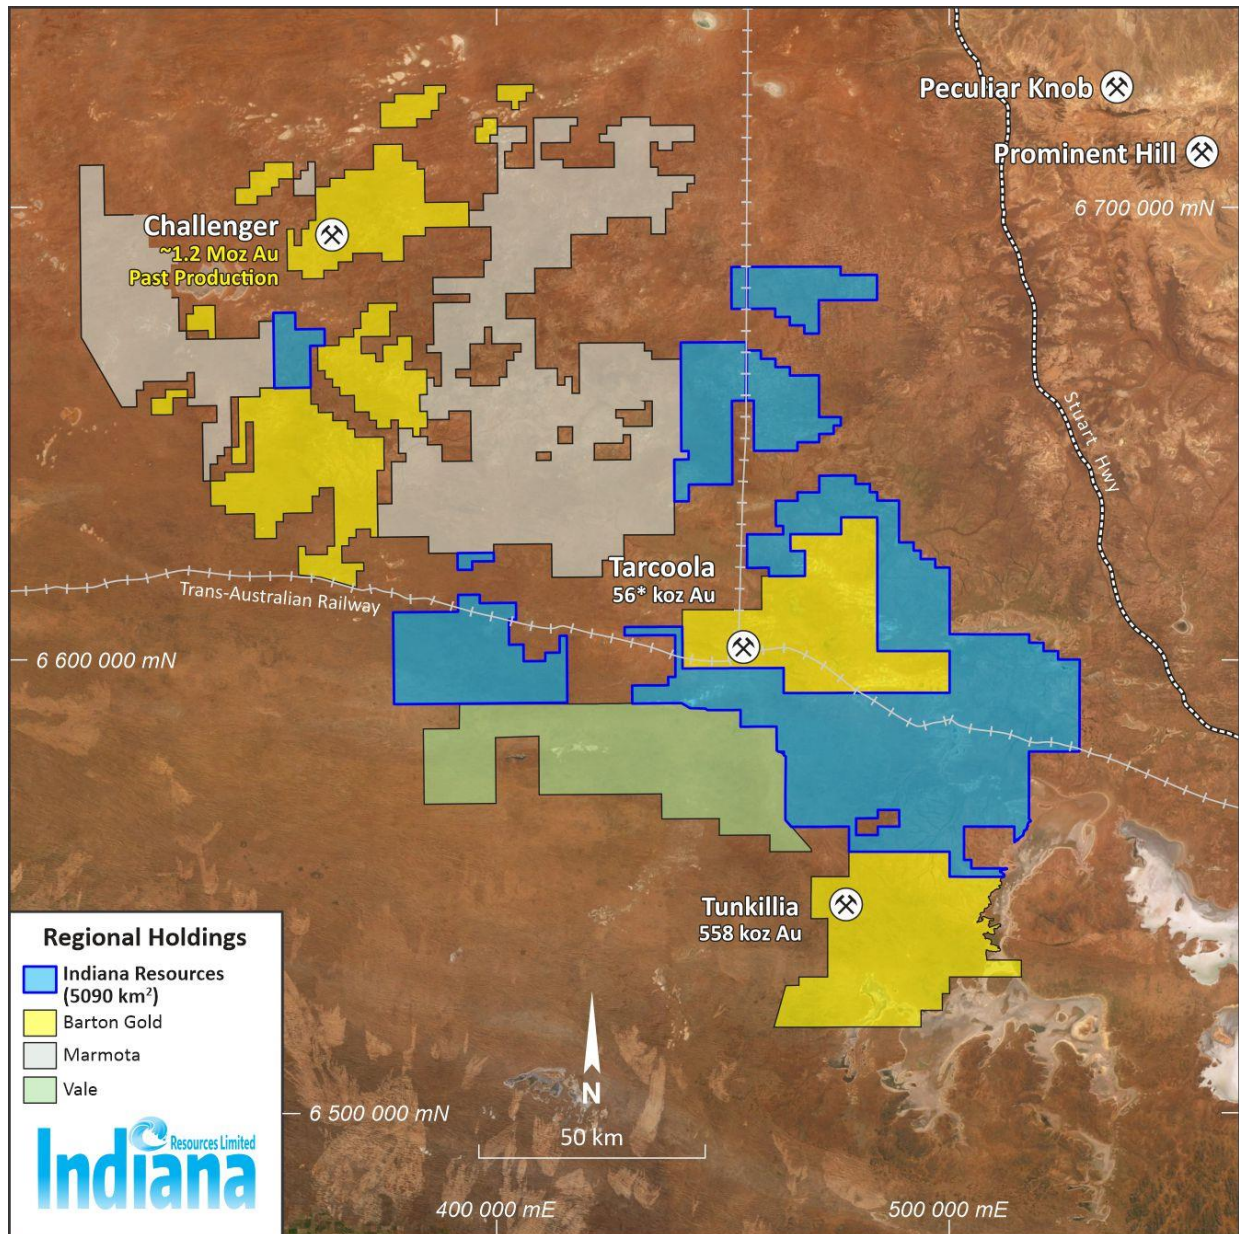 Peculiar Knob
Prominent Hill
6 700 000 mN
Challenger
~1.2 Moz Au
Past Production
Stuart Hwy
Tarcoola
56* koz Au
Trans-Australian Railway
6 600 000 mN
Tunkillia
558 koz Au
Regional Holdings
Indiana Resources
(5090 km²)
Barton Gold
Marmota
Vale
Indiana
Resources Limited
N
50 km
6 500 000 mN
400 000 mE
500 000 mE